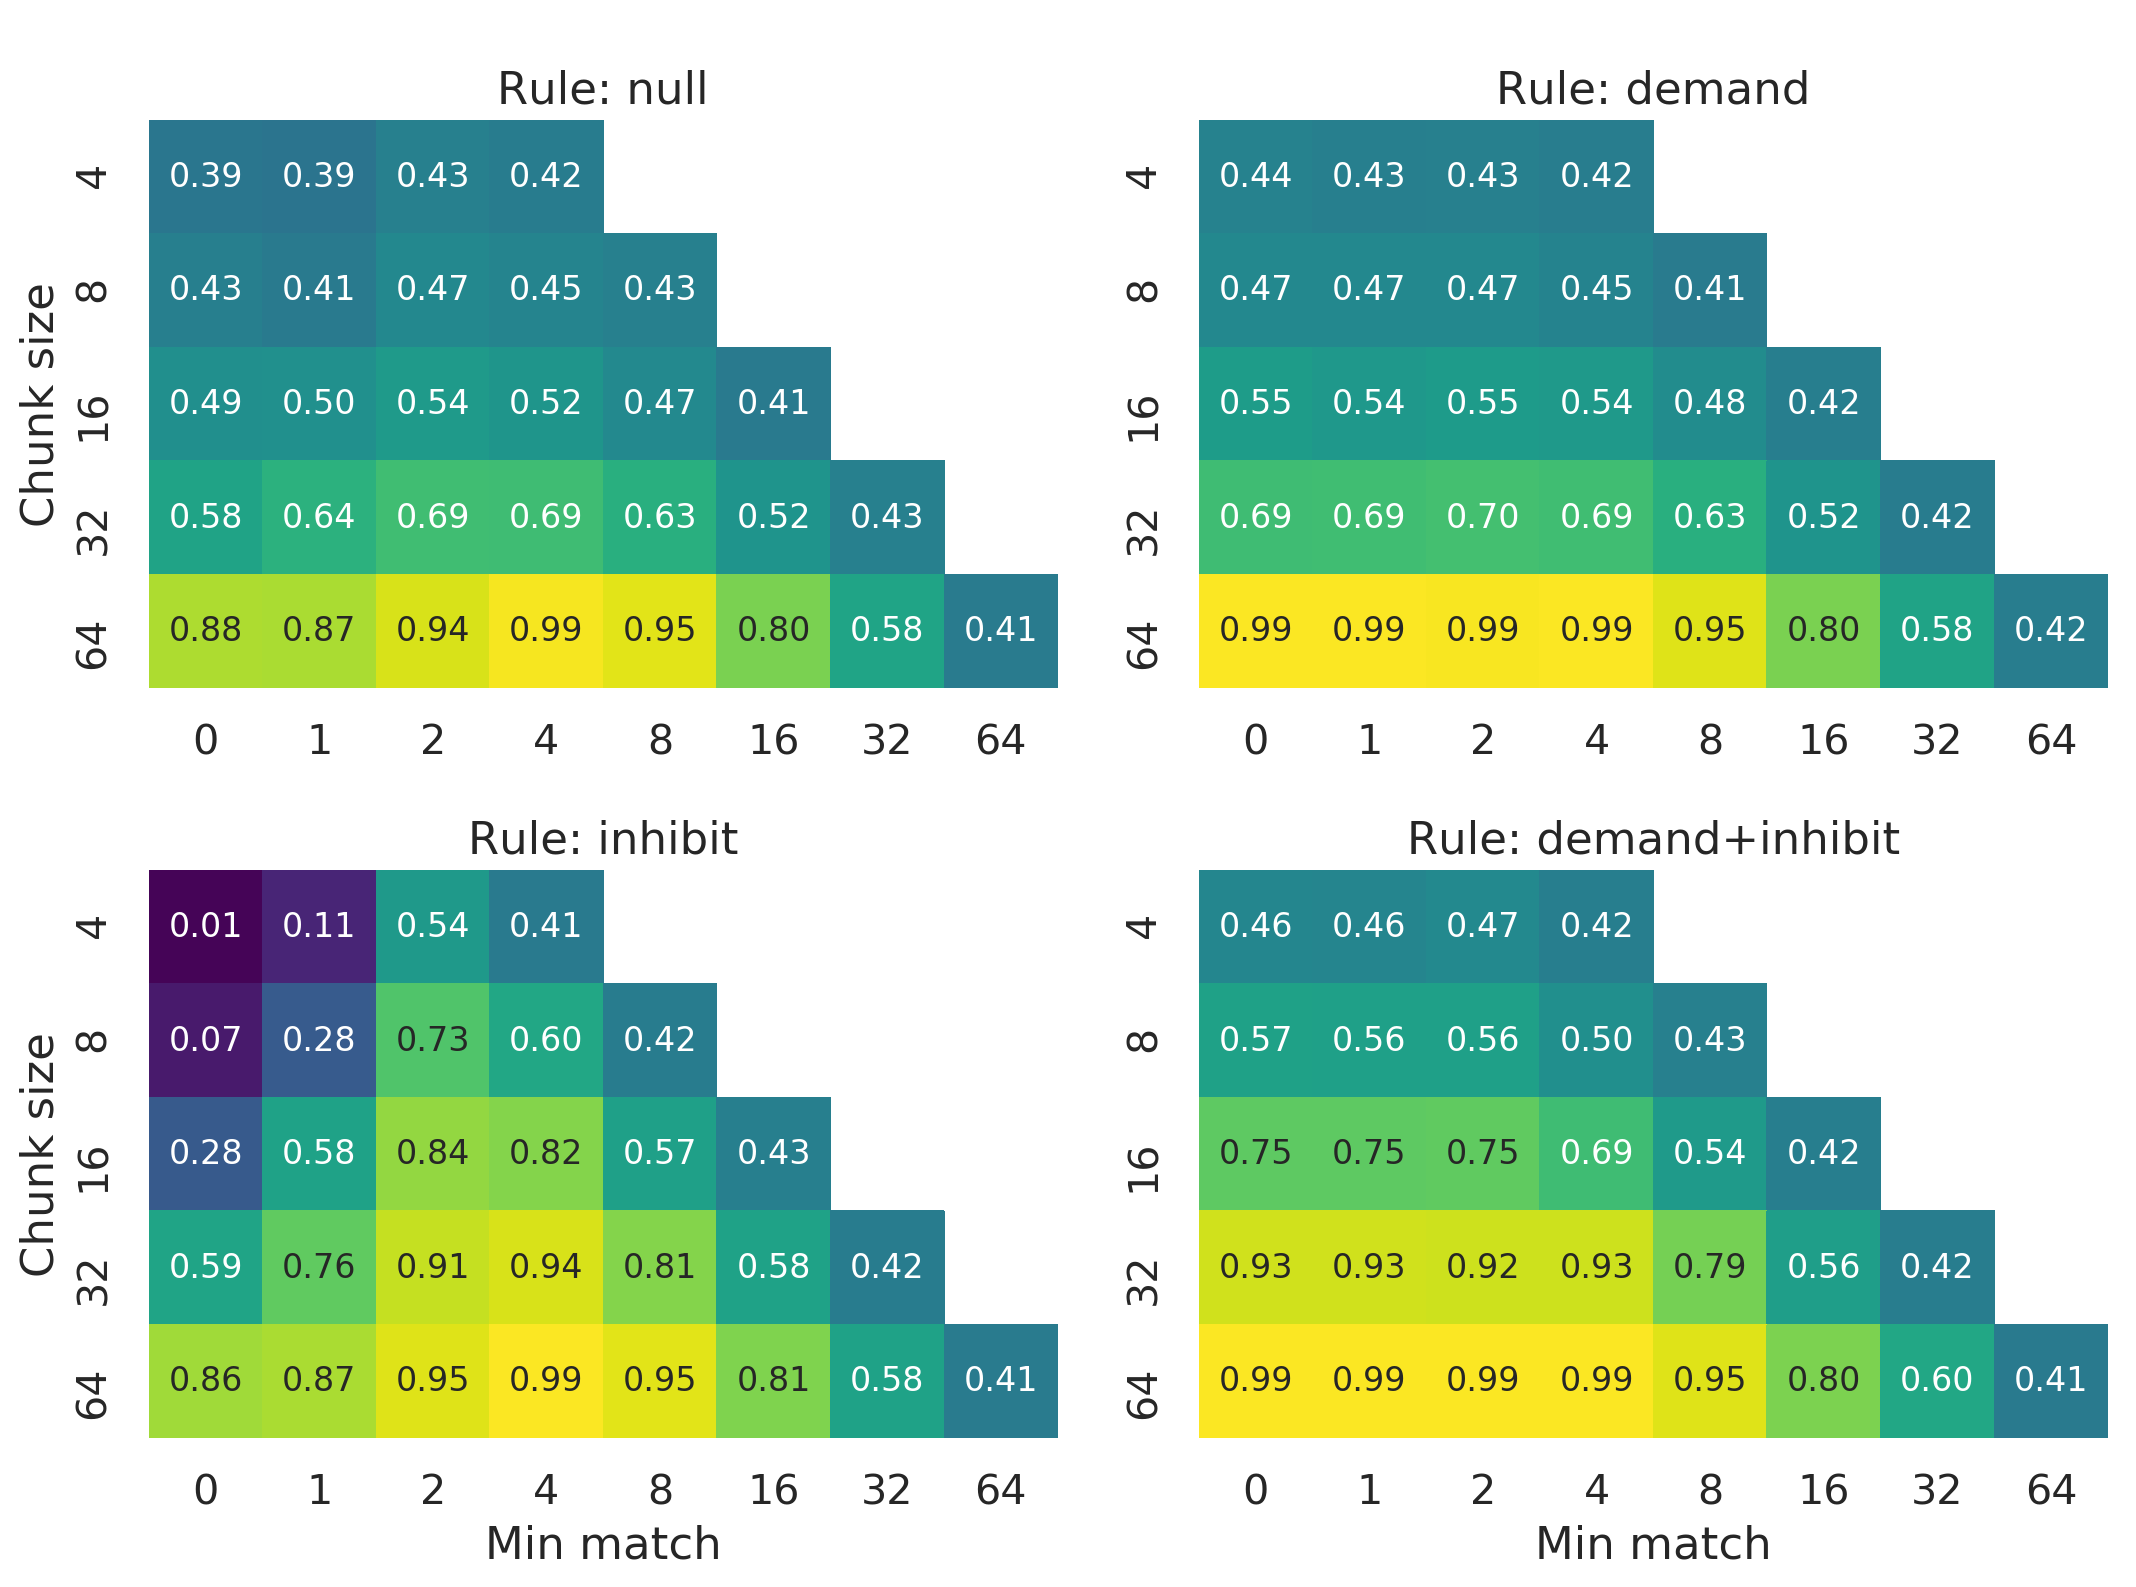 Rule: null
Chunk size
4 0.39 0.39 0.43 0.42
8 0.43 0.41 0.47 0.45 0.43
16 0.49 0.50 0.54 0.52 0.47 0.41
32 0.58 0.64 0.69 0.69 0.63 0.52 0.43
64 0.88 0.87 0.94 0.99 0.95 0.80 0.58 0.41
0 1 2 4 8 16 32 64
Rule: demand
4 0.44 0.43 0.43 0.42
8 0.47 0.47 0.47 0.45 0.41
16 0.55 0.54 0.55 0.54 0.48 0.42
32 0.69 0.69 0.70 0.69 0.63 0.52 0.42
64 0.99 0.99 0.99 0.99 0.95 0.80 0.58 0.42
0 1 2 4 8 16 32 64
Rule: inhibit
Chunk size
4 0.01 0.11 0.54 0.41
8 0.07 0.28 0.73 0.60 0.42
16 0.28 0.58 0.84 0.82 0.57 0.43
32 0.59 0.76 0.91 0.94 0.81 0.58 0.42
64 0.86 0.87 0.95 0.99 0.95 0.81 0.58 0.41
0 1 2 4 8 16 32 64
Min match
Rule: demand+inhibit
4 0.46 0.46 0.47 0.42
8 0.57 0.56 0.56 0.50 0.43
16 0.75 0.75 0.75 0.69 0.54 0.42
32 0.93 0.93 0.92 0.93 0.79 0.56 0.42
64 0.99 0.99 0.99 0.99 0.95 0.80 0.60 0.41
0 1 2 4 8 16 32 64
Min match